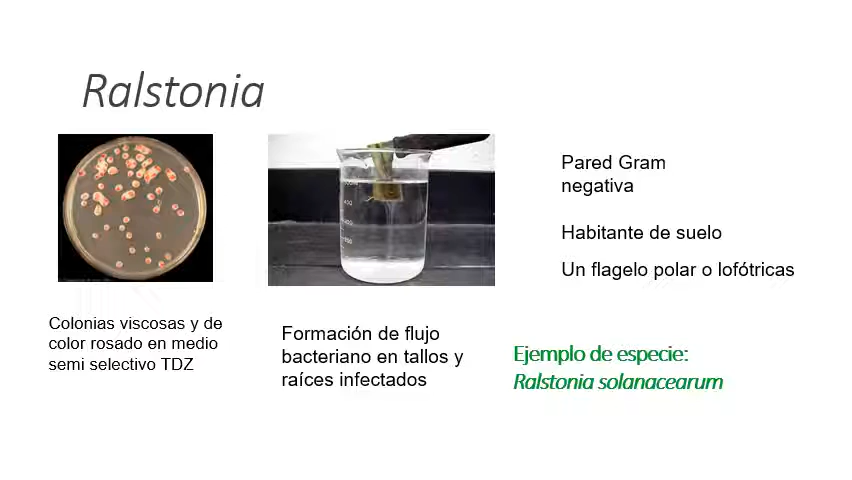 Ralstonia
Pared Gram
negativa
Habitante de suelo
Un flagelo polar o lofótricas
Colonias viscosas y de
color rosado en medio
semi selectivo TDZ
Formación de flujo
bacteriano en tallos y
raíces infectados
Ejemplo de especie:
Ralstonia solanacearum